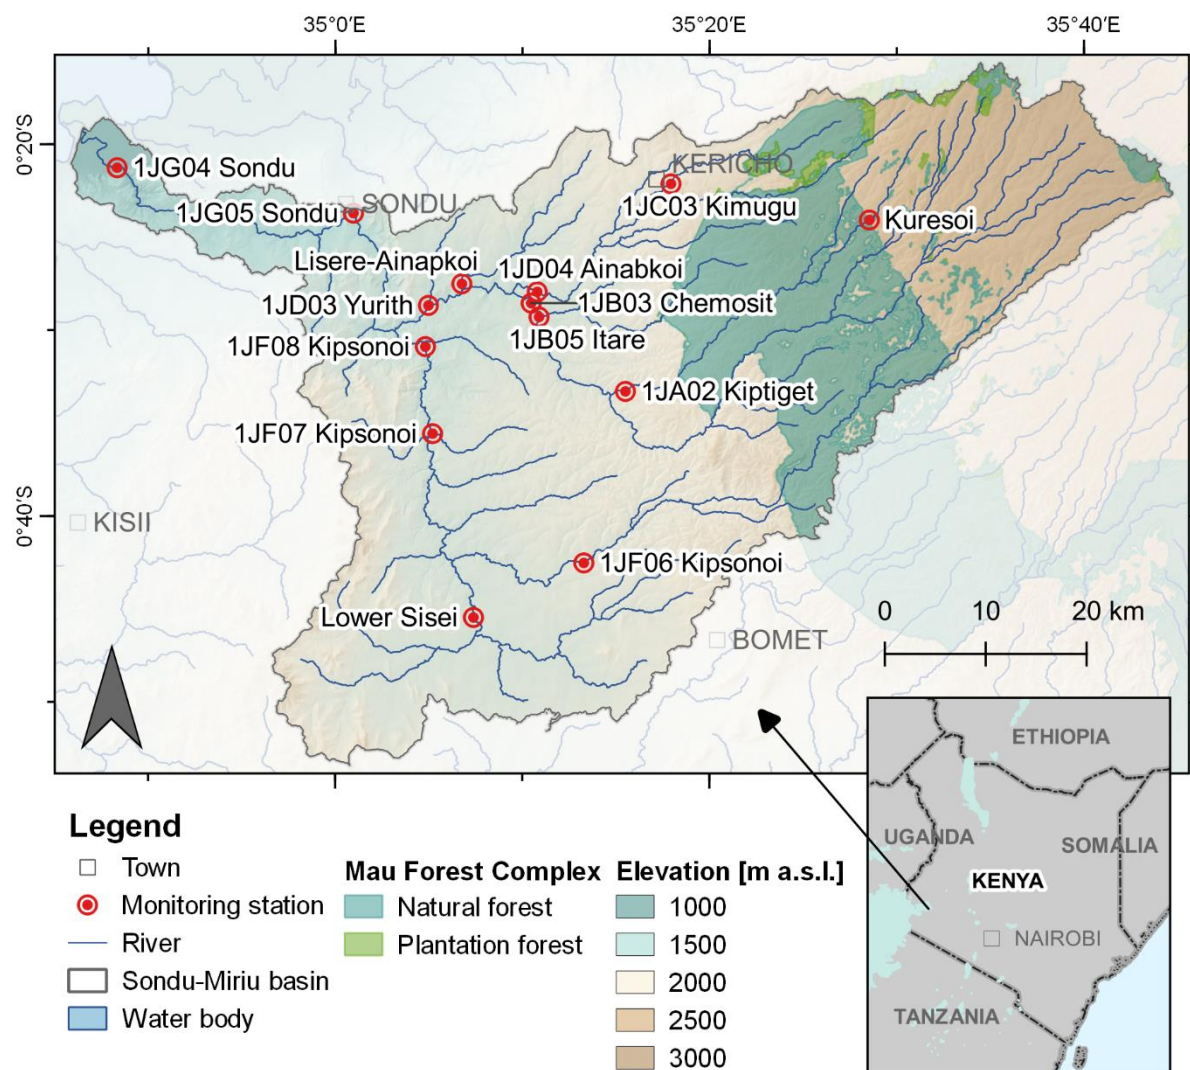 35°0′E
35°20′E
35°40′E
0°20′S
0°40′S
KERICHO
1JG04 Sondu
1JC03 Kimugu
SONDU
1JG05 Sondu
Kuresoi
Lisere-Ainapkoi
1JD04 Ainabkoi
1JD03 Yurith
1JB03 Chemosit
1JB05 Itare
1JF08 Kipsonoi
1JA02 Kiptiget
1JF07 Kipsonoi
KISII
1JF06 Kipsonoi
Lower Sisei
BOMET
0 10 20 km
ETHIOPIA
UGANDA
SOMALIA
KENYA
NAIROBI
TANZANIA
Legend
Town
Monitoring station
River
Sondu-Miriu basin
Water body
Mau Forest Complex
Natural forest
Plantation forest
Elevation [m a.s.l.]
1000
1500
2000
2500
3000